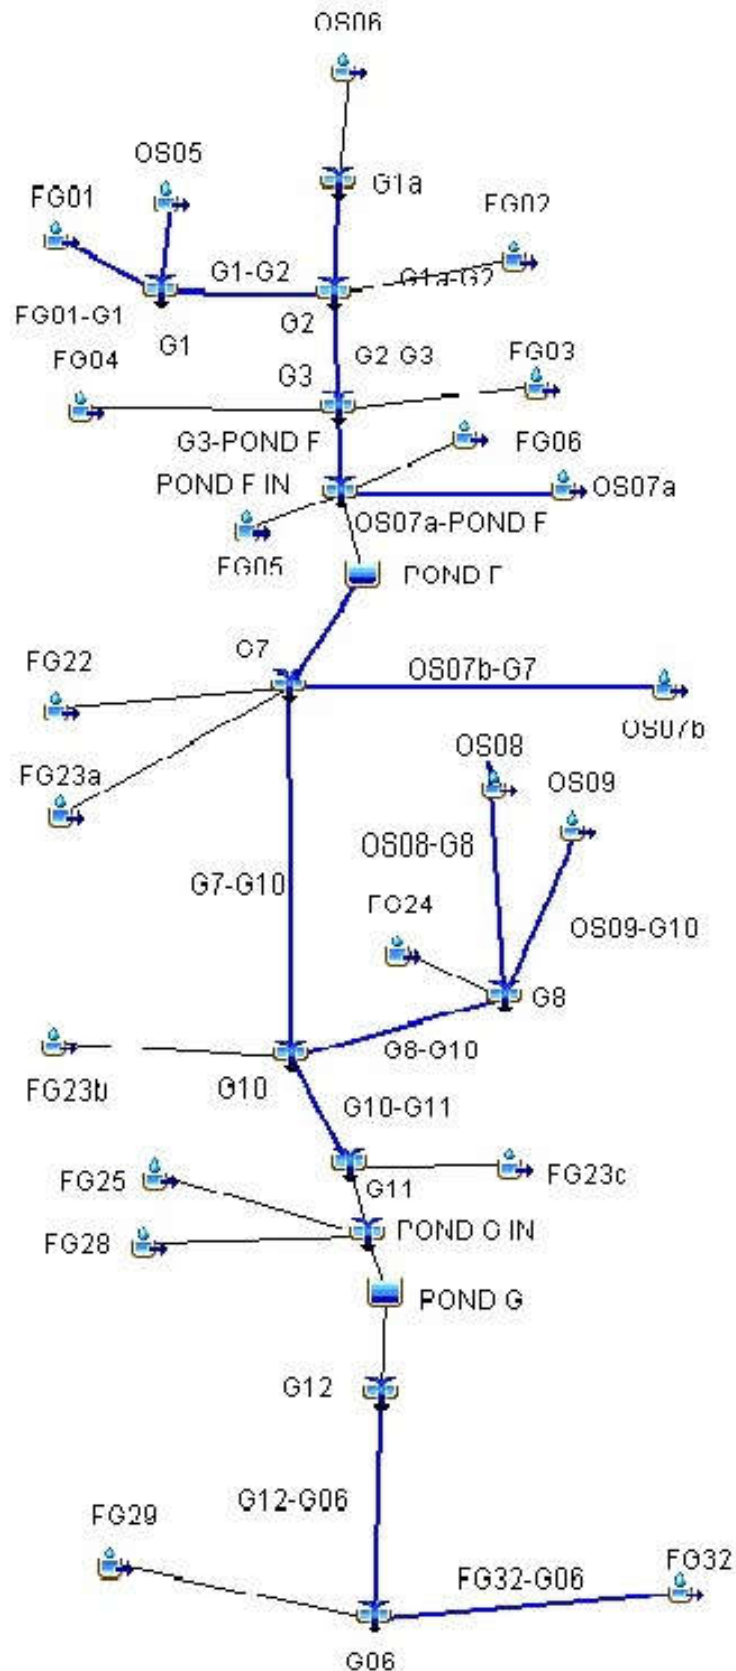 OS06
OS05
G1a
FG01
FG02
G1-G2
G1a-G2
FG01-G1
G2
G1
FG04
G2 G3
FG03
G3
G3-POND F
FG06
POND F IN
OS07a
OS07a-POND F
FG05
POND F
G7
FG22
OS07b-G7
OS07b
OS08
FG23a
OS09
OS08-G8
G7-G10
FG24
OS09-G10
G8
G8-G10
FG23b
G10
G10-G11
FG25
G11
FG23c
FG28
POND G IN
POND G
G12
G12-G06
FG29
FG32
FG32-G06
G06